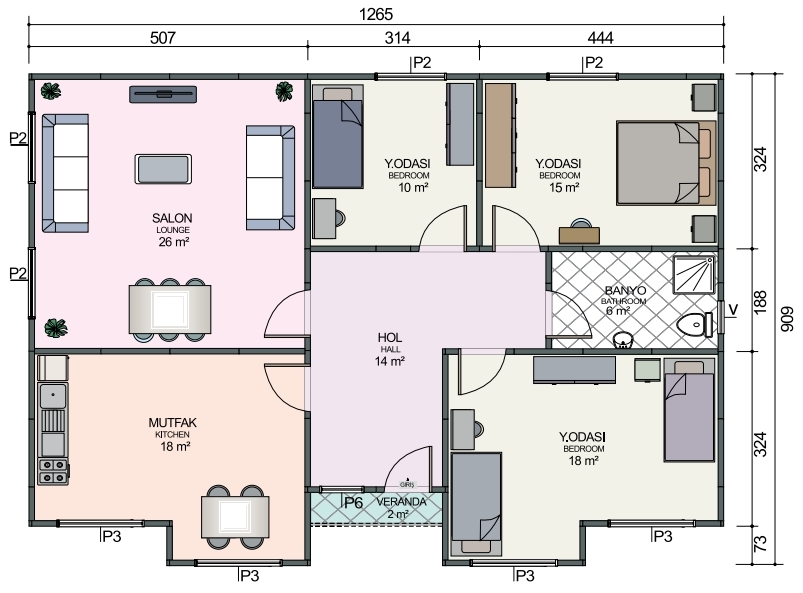 1265
507
314
444
P2
P2
P2
Y.ODASI
BEDROOM
10 m²
Y.ODASI
BEDROOM
15 m²
324
SALON
LOUNGE
26 m²
P2
BANYO
BATHROOM
6 m²
V
188
909
HOL
HALL
14 m²
MUTFAK
KITCHEN
18 m²
Y.ODASI
BEDROOM
18 m²
324
GİRİŞ
P6
VERANDA
2 m²
P3
P3
73
P3
P3